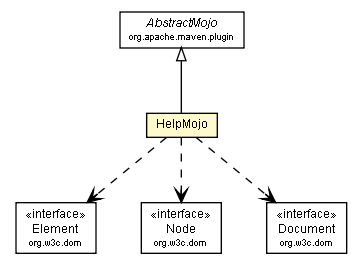 AbstractMojo
org.apache.maven.plugin
HelpMojo
«interface»
Element
org.w3c.dom
«interface»
Node
org.w3c.dom
«interface»
Document
org.w3c.dom